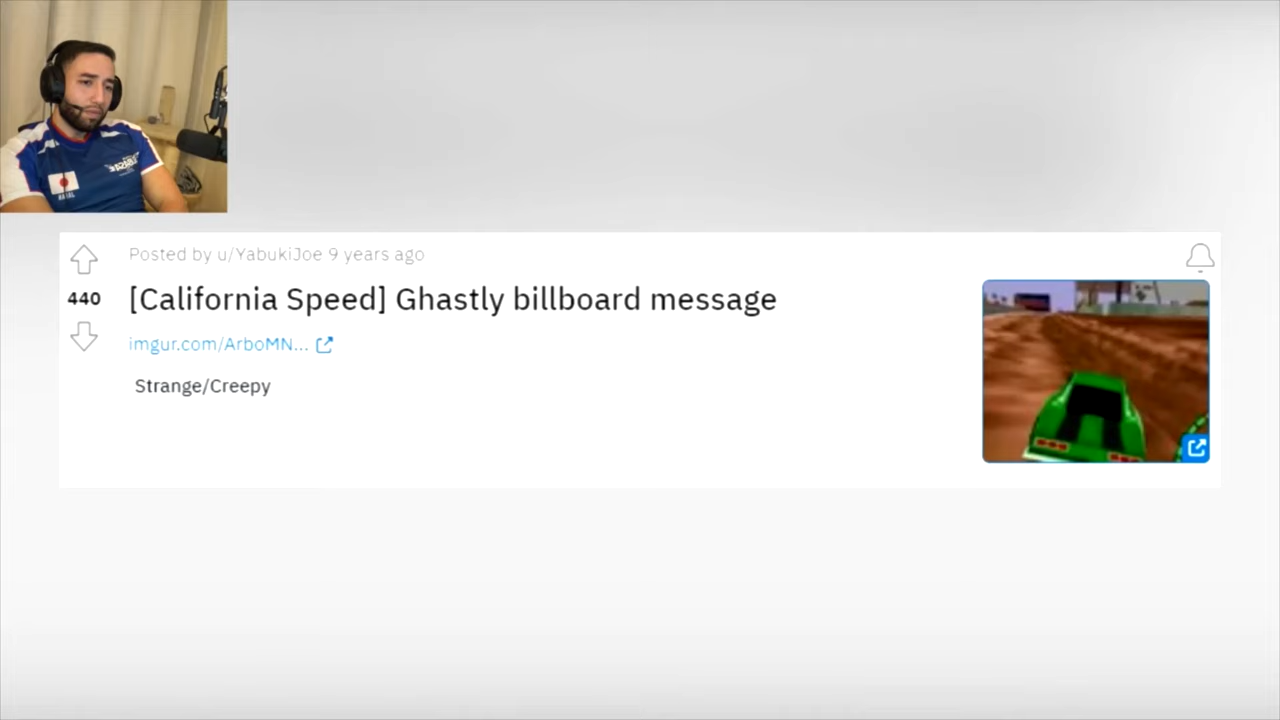 Posted by u/YabukiJoe 9 years ago
440
[California Speed] Ghastly billboard message
imgur.com/ArboMN...
Strange/Creepy